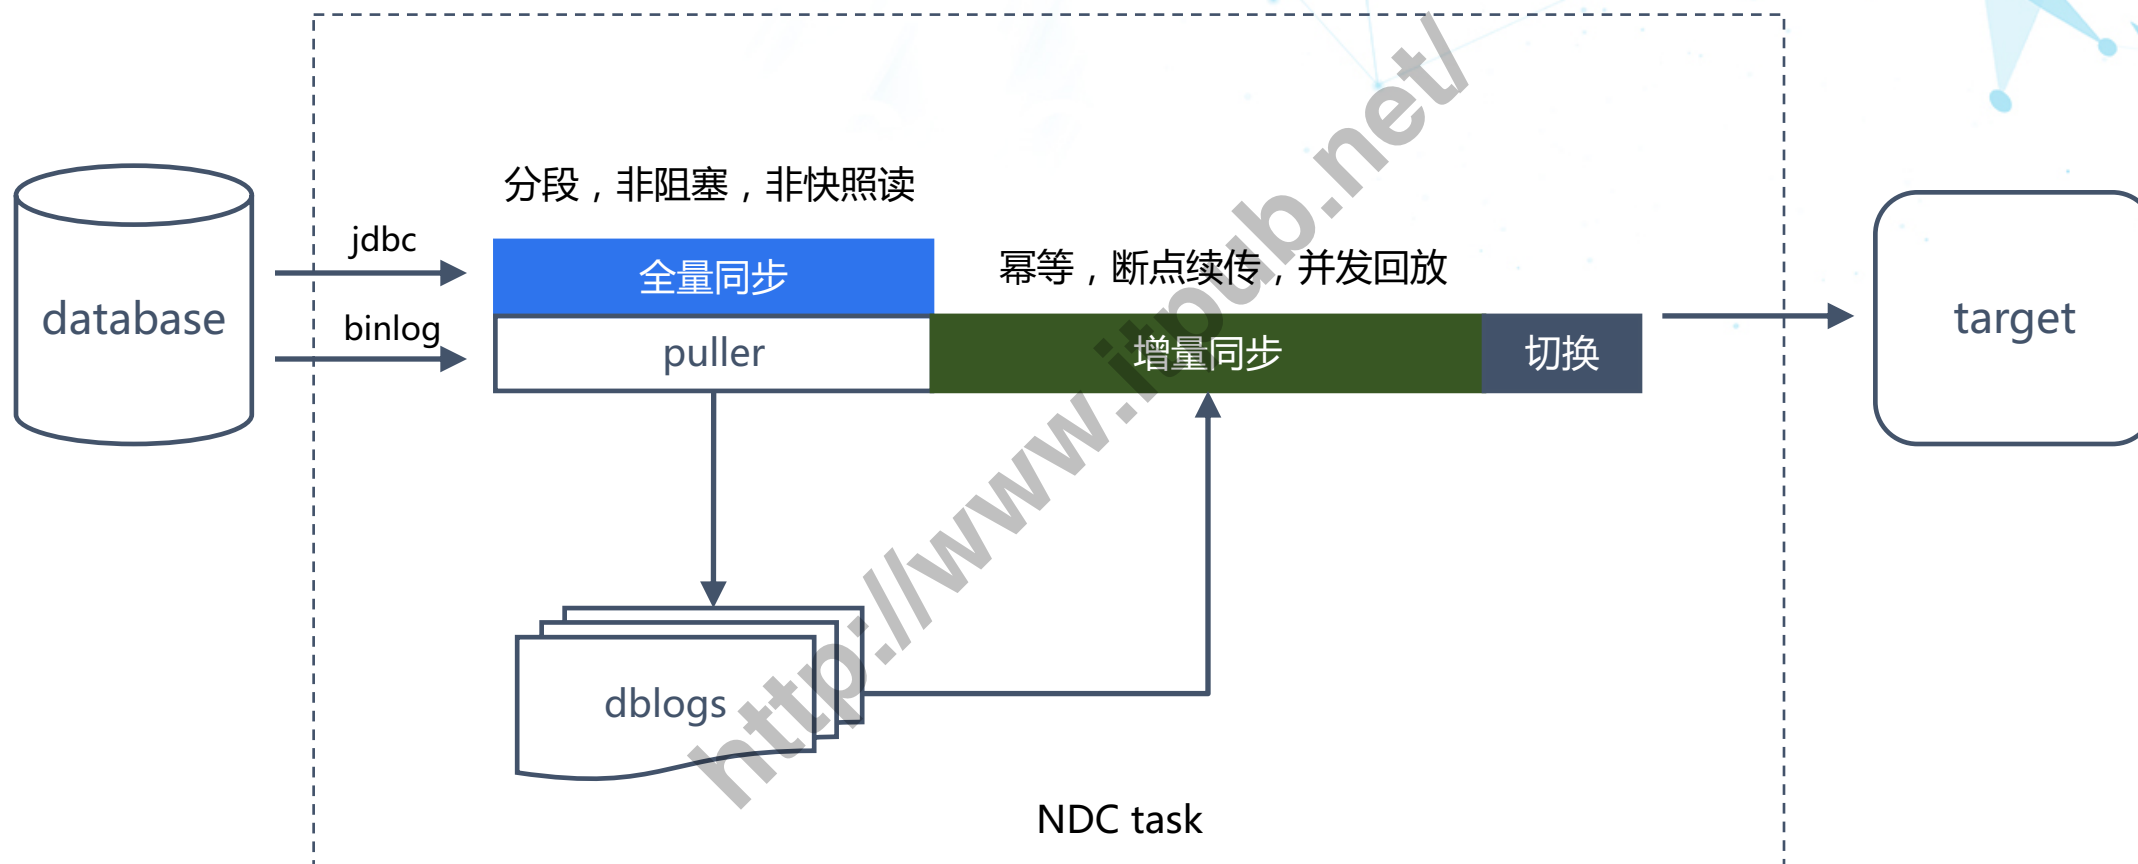 分段，非阻塞，非快照读
jdbc
全量同步
幂等，断点续传，并发回放
database
binlog
puller
增量同步
切换
target
dblogs
NDC task
http://www.itpub.net/